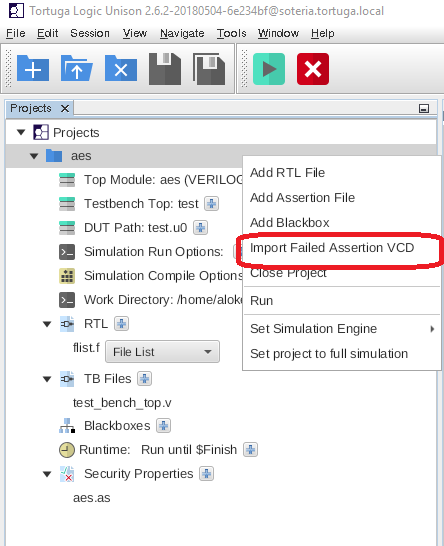 Tortuga Logic Unison 2.6.2-20180504-6e234bf@soteria.tortuga.local
File Edit Session View Navigate Tools Window Help
Projects
Projects
aes
Top Module: aes (VERILOG
Testbench Top: test
DUT Path: test.u0
Simulation Run Options:
Simulation Compile Options
Work Directory: /home/alok
RTL
flist.f File List
TB Files
test_bench_top.v
Blackboxes
Runtime: Run until $Finish
Security Properties
aes.as
Add RTL File
Add Assertion File
Add Blackbox
Import Failed Assertion VCD
Close Project
Run
Set Simulation Engine
Set project to full simulation